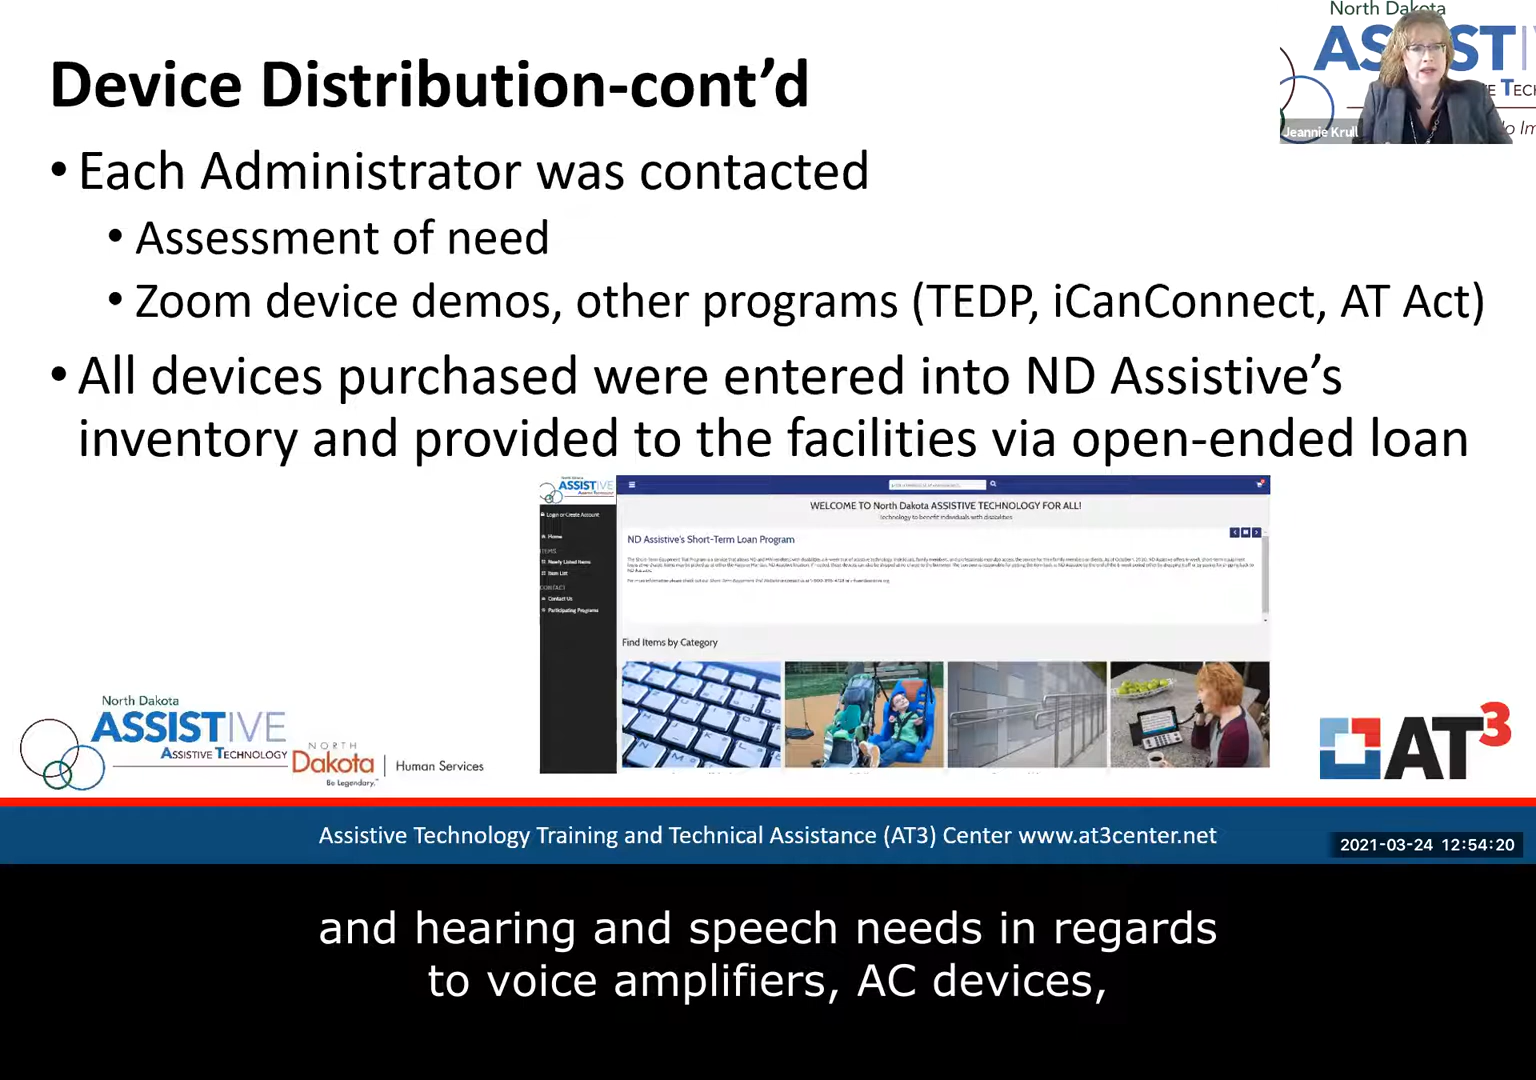 Device Distribution-cont’d
North Dakota
ASSIST
Jeannie Krull
• Each Administrator was contacted
• Assessment of need
• Zoom device demos, other programs (TEDP, iCanConnect, AT Act)
• All devices purchased were entered into ND Assistive’s
inventory and provided to the facilities via open-ended loan
ASSISTIVE
Login or Create Account
Home
ITEMS
Newly Listed Items
Item List
CONTACT
Contact Us
Participating Programs
WELCOME TO North Dakota ASSISTIVE TECHNOLOGY FOR ALL!
Technology to benefit individuals with disabilities
ND Assistive's Short-Term Loan Program
Find Items by Category
North Dakota
ASSISTIVE
ASSISTIVE TECHNOLOGY
NORTH
Dakota
Be Legendary.™
Human Services
AT3
Assistive Technology Training and Technical Assistance (AT3) Center www.at3center.net
2021-03-24 12:54:20
and hearing and speech needs in regards
to voice amplifiers, AC devices,